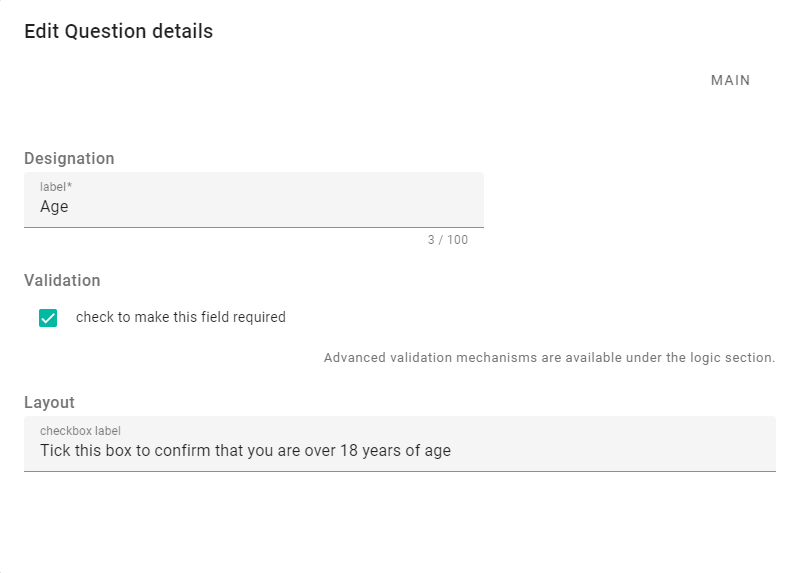 Edit Question details
MAIN
Designation
label*
Age
3 / 100
Validation
check to make this field required
Advanced validation mechanisms are available under the logic section.
Layout
checkbox label
Tick this box to confirm that you are over 18 years of age